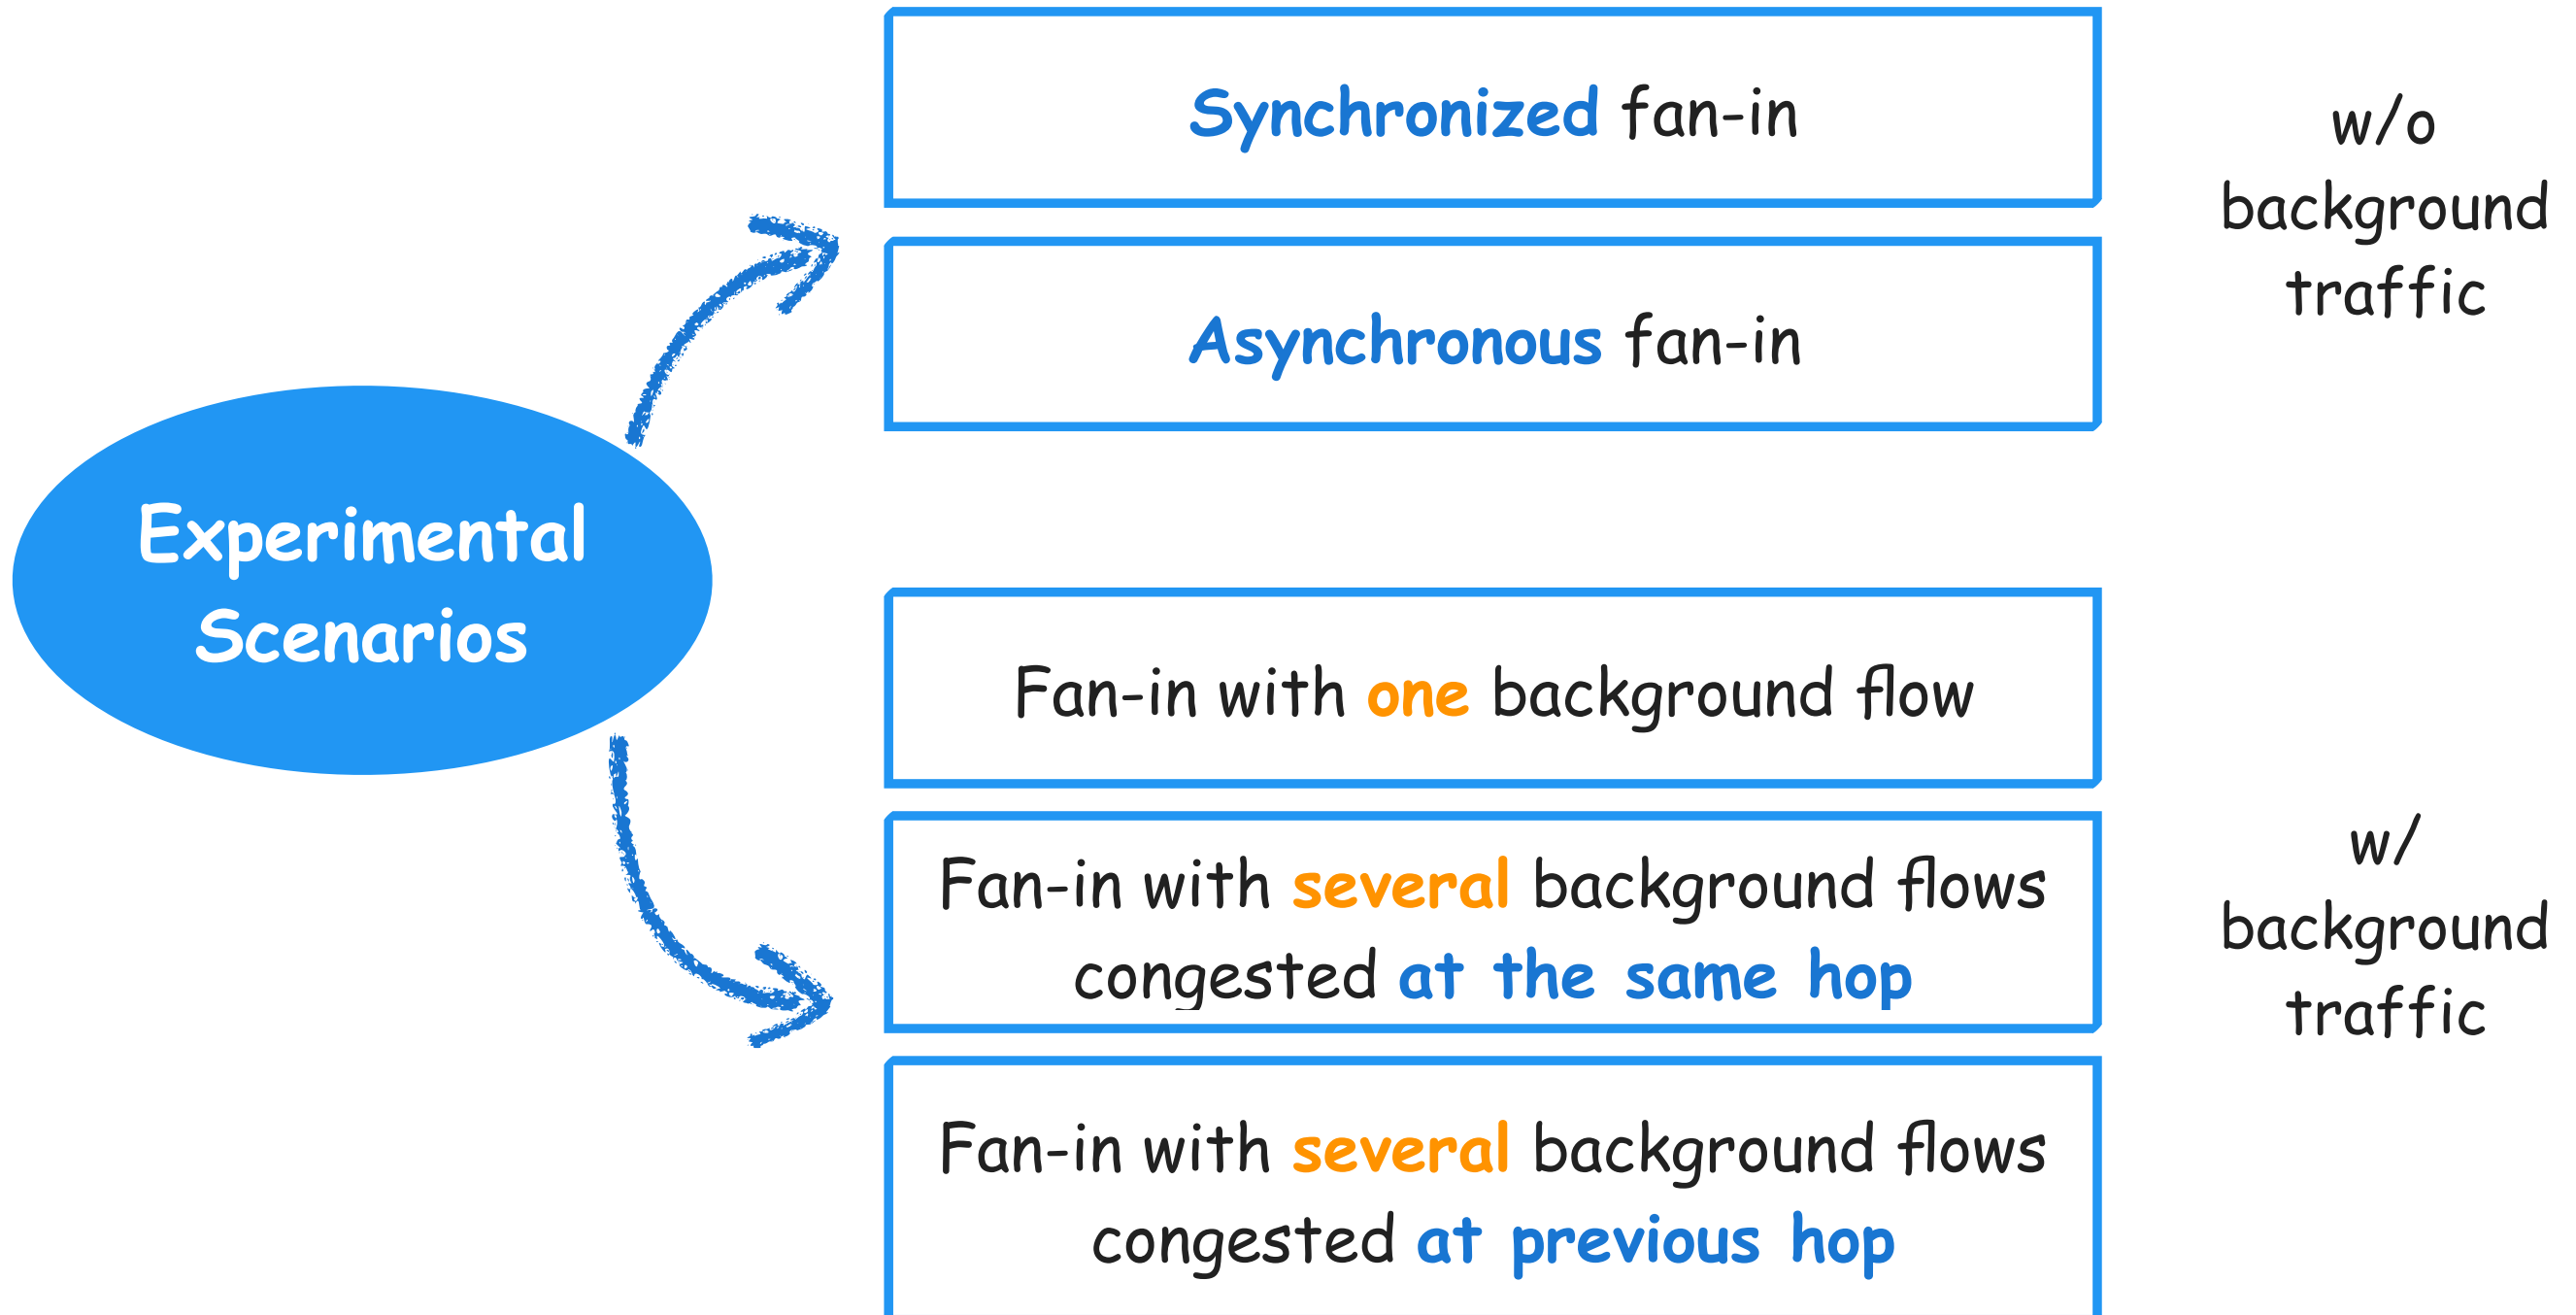 Experimental
Scenarios
Synchronized fan-in
Asynchronous fan-in
w/o
background
traffic
Fan-in with one background flow
Fan-in with several background flows
congested at the same hop
Fan-in with several background flows
congested at previous hop
w/
background
traffic